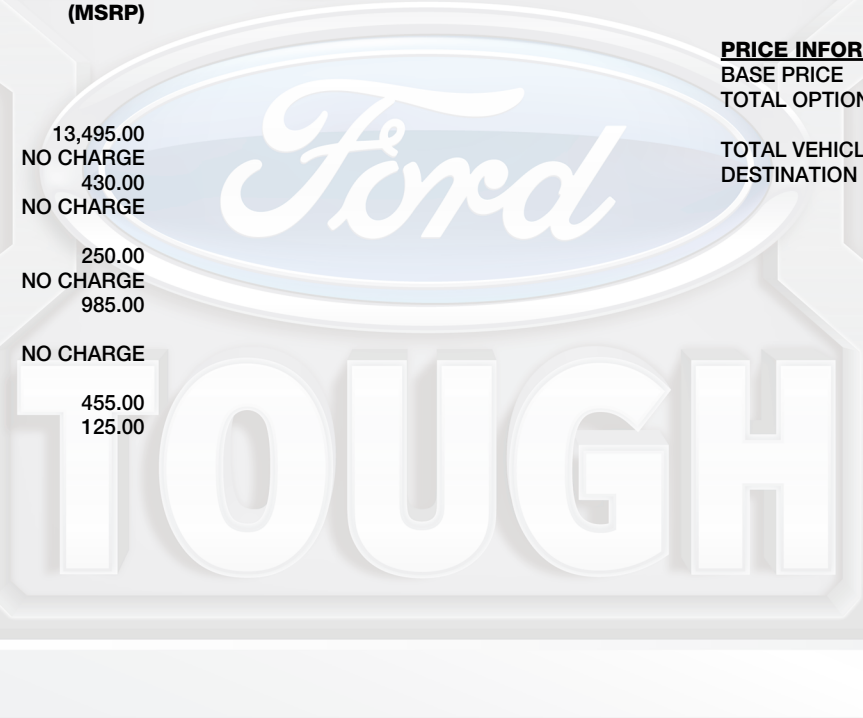 (MSRP)
13,495.00
NO CHARGE
430.00
NO CHARGE
250.00
NO CHARGE
985.00
NO CHARGE
455.00
125.00
PRICE INFOR
BASE PRICE
TOTAL OPTION
TOTAL VEHICL
DESTINATION
Ford
TOUGH